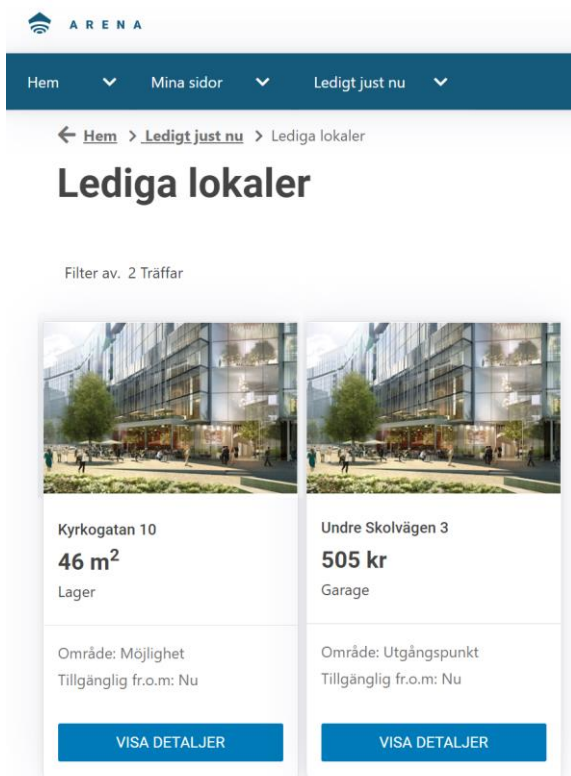 ARENA
Hem Mina sidor Ledigt just nu
Hem > Ledigt just nu > Lediga lokaler
Lediga lokaler
Filter av. 2 Träffar
Kyrkogatan 10
46 m²
Lager
Område: Möjlighet
Tillgänglig fr.o.m: Nu
VISA DETALJER
Undre Skolvägen 3
505 kr
Garage
Område: Utgångspunkt
Tillgänglig fr.o.m: Nu
VISA DETALJER